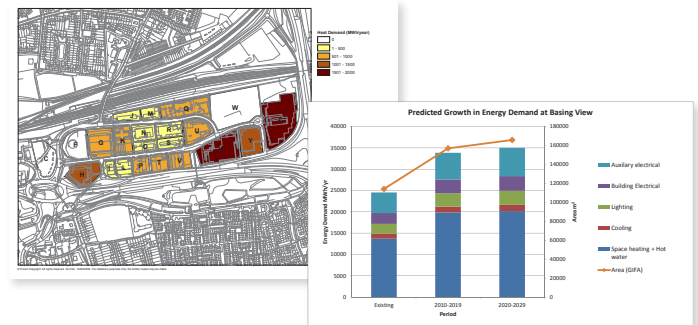 Heat Demand (MWh/year)
0
1 - 500
501 - 1000
1001 - 1500
1501 - 2000
W
Q
M
J
R
N
U
K
G
F
C
Y
H
V
Predicted Growth in Energy Demand at Basing View
40000
35000
30000
25000
20000
15000
10000
5000
0
Energy Demand MWh/yr
180000
160000
140000
120000
100000
80000
60000
40000
20000
0
Area m²
Existing
2010-2019
2020-2029
Period
Auxilary electrical
Building Electrical
Lighting
Cooling
Space heating + Hot
water
Area (GIFA)